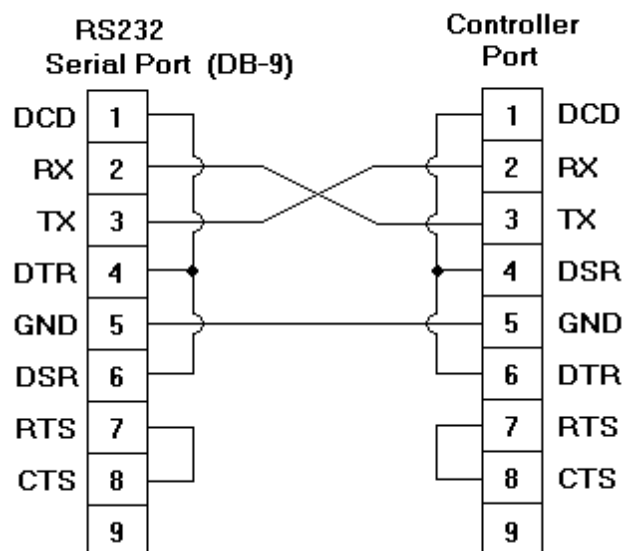 RS232
Serial Port (DB-9)
Controller
Port
DCD 1 1 DCD
RX 2 2 RX
TX 3 3 TX
DTR 4 4 DSR
GND 5 5 GND
DSR 6 6 DTR
RTS 7 7 RTS
CTS 8 8 CTS
9 9